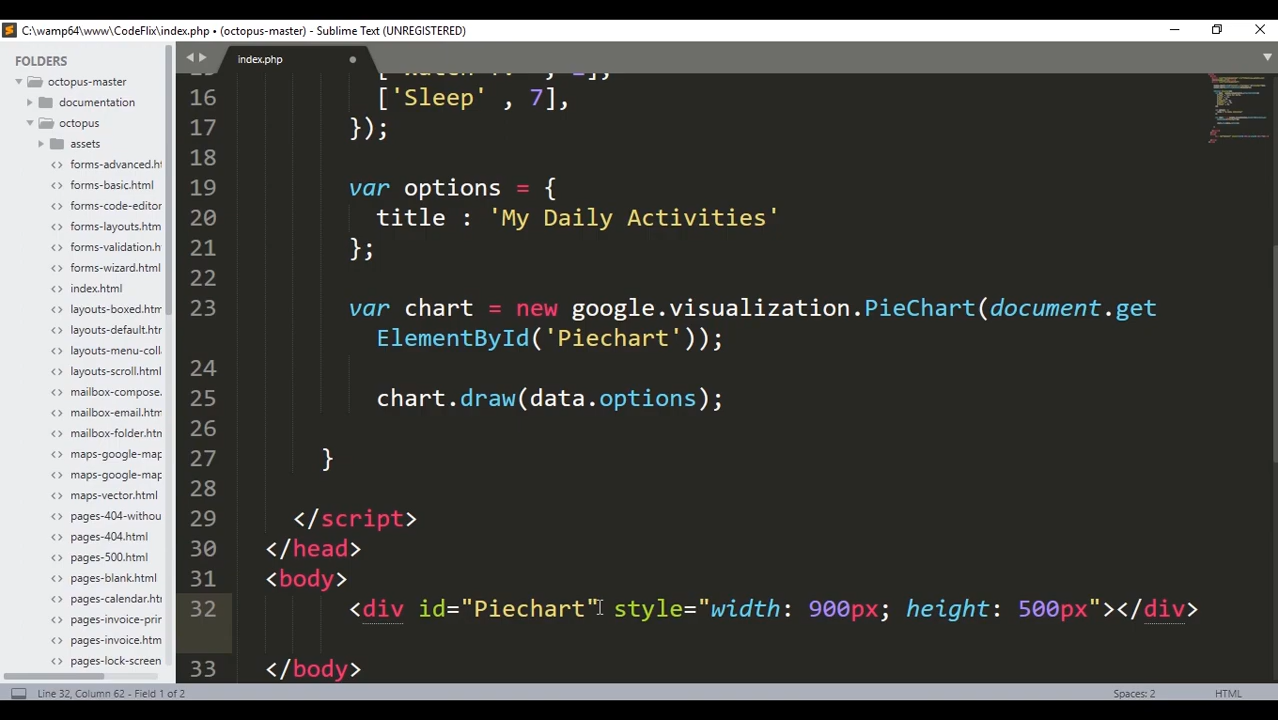 C:\wamp64\www\CodeFlix\index.php • (octopus-master) - Sublime Text (UNREGISTERED)
FOLDERS
octopus-master
documentation
octopus
assets
forms-advanced.ht
forms-basic.html
forms-code-editor
forms-layouts.htm
forms-validation.h
forms-wizard.html
index.html
layouts-boxed.htm
layouts-default.htm
layouts-menu-coll
layouts-scroll.html
mailbox-compose.
mailbox-email.htm
mailbox-folder.htm
maps-google-map
maps-google-map
maps-vector.html
pages-404-withou
pages-404.html
pages-500.html
pages-blank.html
pages-calendar.htm
pages-invoice-prin
pages-invoice.html
pages-lock-screen
index.php
16 ['Sleep' , 7],
17 });
18
19 var options = {
20 title : 'My Daily Activities'
21 };
22
23 var chart = new google.visualization.PieChart(document.get
ElementById('Piechart'));
24
25 chart.draw(data.options);
26
27 }
28
29 </script>
30 </head>
31 <body>
32 <div id="Piechart" style="width: 900px; height: 500px"></div>
33 </body>
Line 32, Column 62 - Field 1 of 2
Spaces: 2
HTML